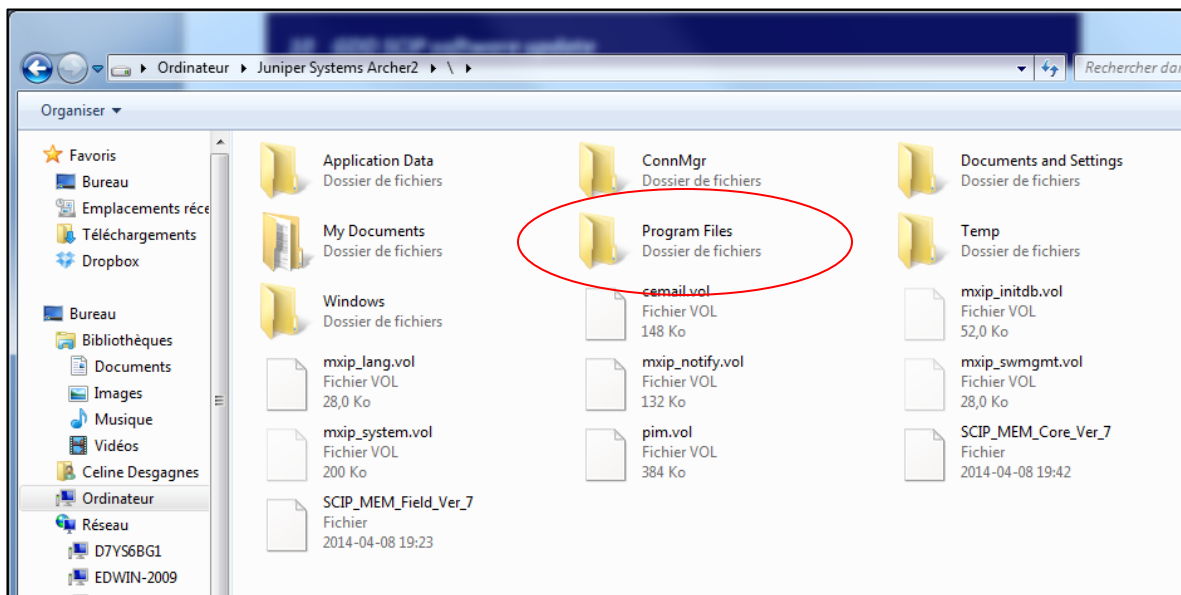 10 GDD SCIP software update
Ordinateur Juniper Systems Archer2 \
Rechercher dan
Organiser
Favoris
Bureau
Emplacements réce
Téléchargements
Dropbox
Bureau
Bibliothèques
Documents
Images
Musique
Vidéos
Celine Desgagnes
Ordinateur
Réseau
D7YS6BG1
EDWIN-2009
Application Data
Dossier de fichiers
ConnMgr
Dossier de fichiers
Documents and Settings
Dossier de fichiers
My Documents
Dossier de fichiers
Program Files
Dossier de fichiers
Temp
Dossier de fichiers
Windows
Dossier de fichiers
cemail.vol
Fichier VOL
148 Ko
mxip_initdb.vol
Fichier VOL
52,0 Ko
mxip_lang.vol
Fichier VOL
28,0 Ko
mxip_notify.vol
Fichier VOL
132 Ko
mxip_swmgmt.vol
Fichier VOL
28,0 Ko
mxip_system.vol
Fichier VOL
200 Ko
pim.vol
Fichier VOL
384 Ko
SCIP_MEM_Core_Ver_7
Fichier
2014-04-08 19:42
SCIP_MEM_Field_Ver_7
Fichier
2014-04-08 19:23